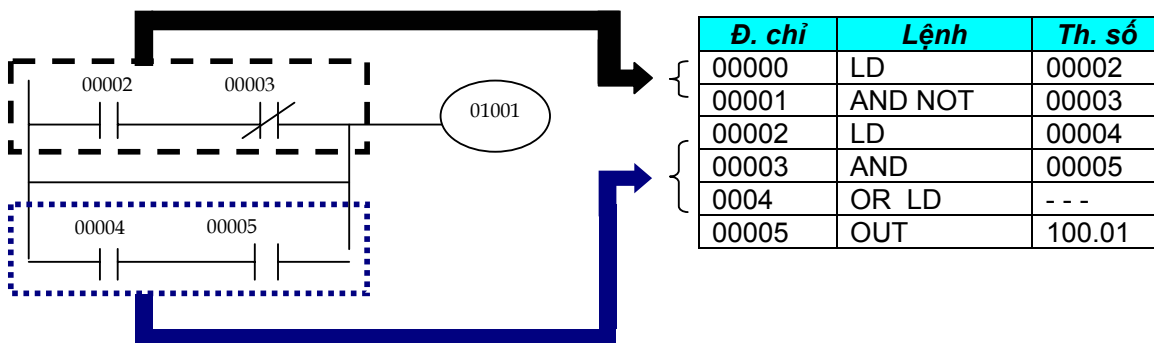 00002 00003
01001
00004 00005
Đ. chỉ Lệnh Th. số
00000 LD 00002
00001 AND NOT 00003
00002 LD 00004
00003 AND 00005
0004 OR LD - - -
00005 OUT 100.01